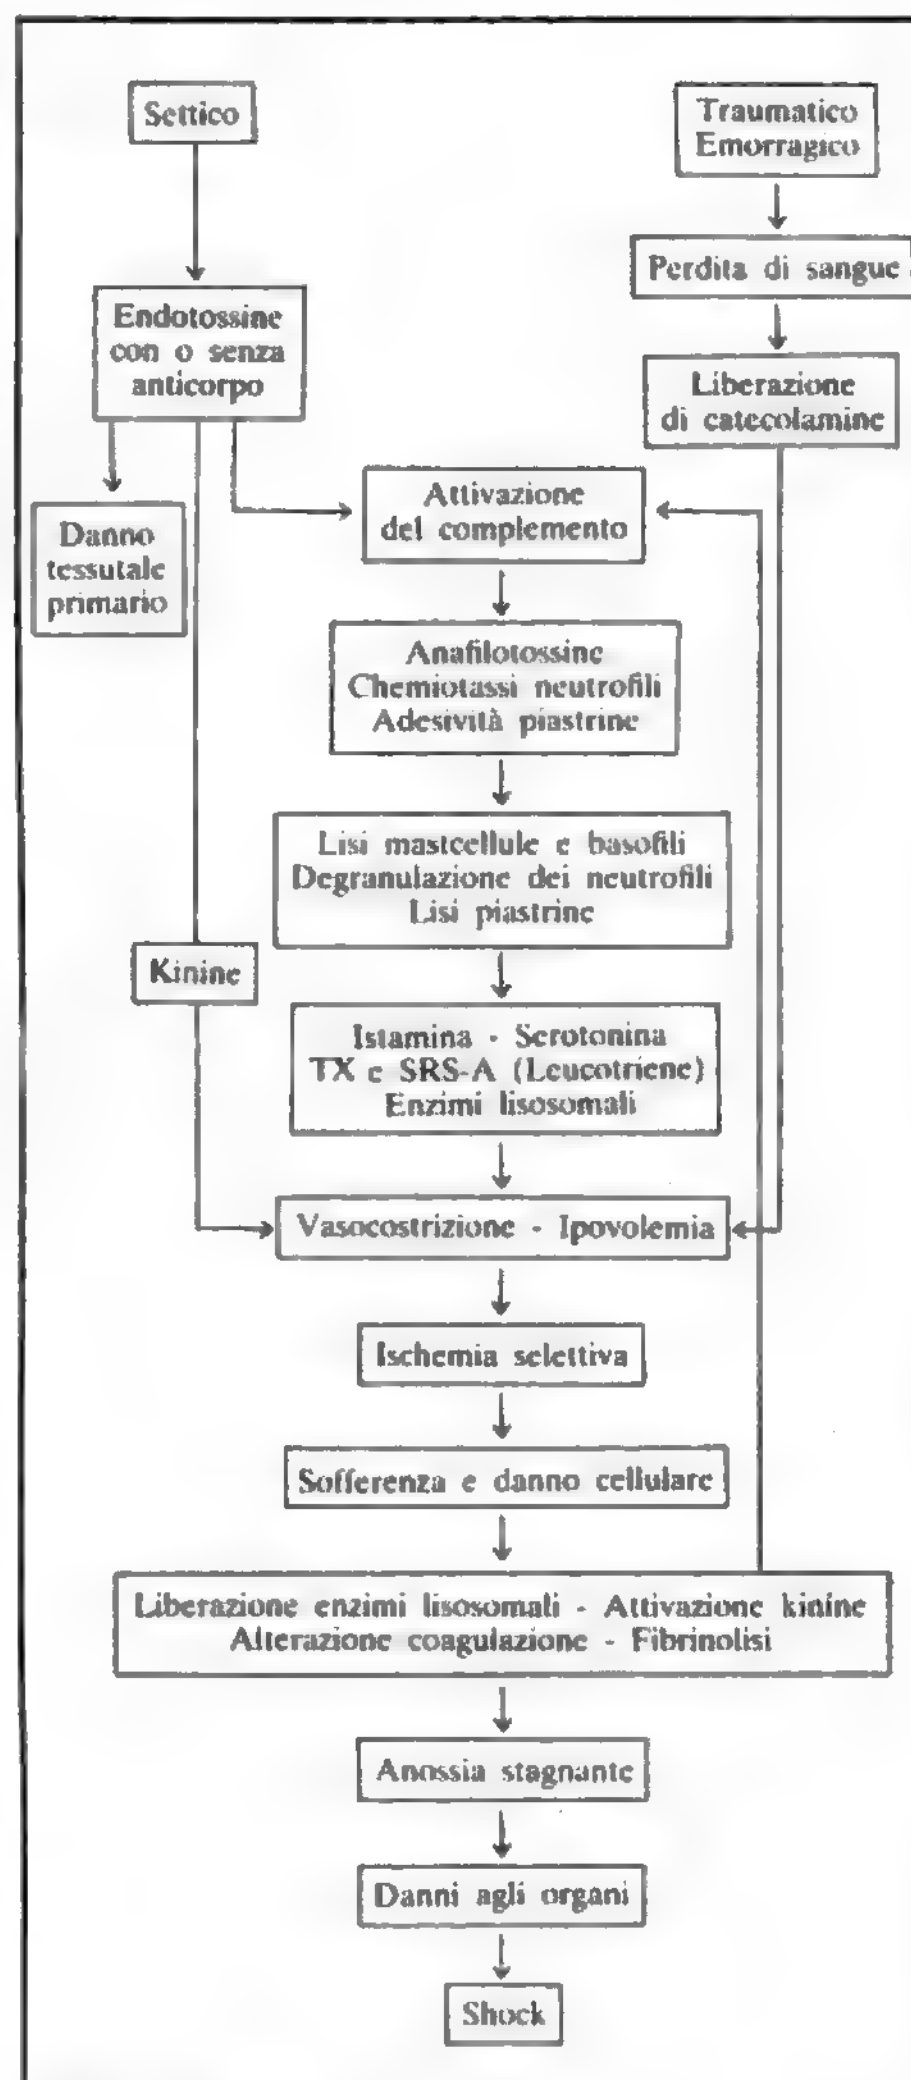 Settico
Traumatico
Emorragico
Perdita di sangue
Endotossine
con o senza
anticorpo
Liberazione
di catecolamine
Attivazione
del complemento
Danno
tessutale
primario
Anafilotossine
Chemiotassi neutrofili
Adesività piastrine
Lisi mastcellule e basofili
Degranulazione dei neutrofili
Lisi piastrine
Kinine
Istamina - Serotonina
TX e SRS-A (Leucotriene)
Enzimi lisosomali
Vasocostrizione - Ipovolemia
Ischemia selettiva
Sofferenza e danno cellulare
Liberazione enzimi lisosomali - Attivazione kinine
Alterazione coagulazione - Fibrinolisi
Anossia stagnante
Danni agli organi
Shock